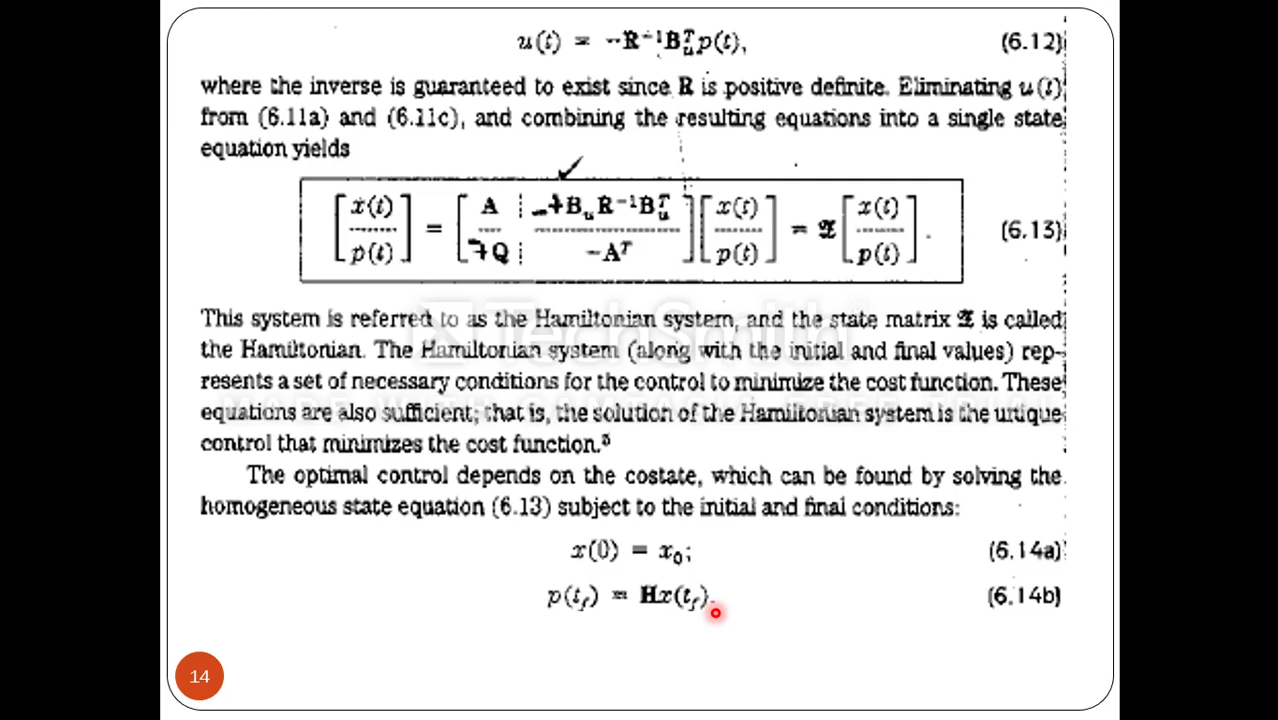 u(t) = −R⁻¹Bᵤᵀp(t), (6.12)
where the inverse is guaranteed to exist since R is positive definite. Eliminating u(t)
from (6.11a) and (6.11c), and combining the resulting equations into a single state
equation yields
[ẋ(t) / ṗ(t)] = [A | −BᵤR⁻¹Bᵤᵀ / −Q | −Aᵀ] [x(t) / p(t)] = 𝔄 [x(t) / p(t)]. (6.13)
This system is referred to as the Hamiltonian system, and the state matrix 𝔄 is called
the Hamiltonian. The Hamiltonian system (along with the initial and final values) rep-
resents a set of necessary conditions for the control to minimize the cost function. These
equations are also sufficient; that is, the solution of the Hamiltonian system is the unique
control that minimizes the cost function.⁵
The optimal control depends on the costate, which can be found by solving the
homogeneous state equation (6.13) subject to the initial and final conditions:
x(0) = x₀; (6.14a)
p(t_f) = Hx(t_f). (6.14b)
TechSmith
MADE WITH CAMTASIA FREE TRIAL
14